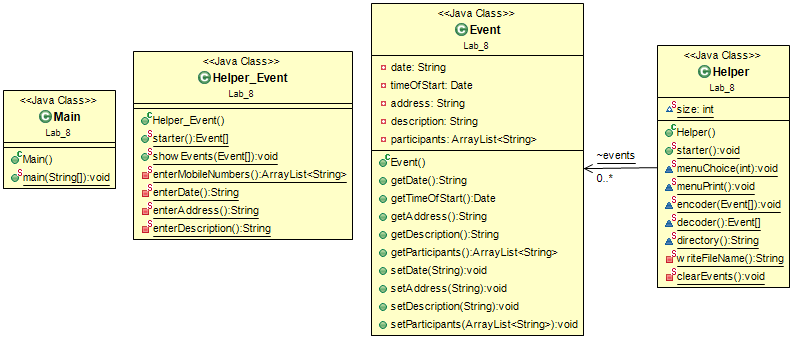 <<Java Class>>
Main
Lab_8
Main()
main(String[]):void
<<Java Class>>
Helper_Event
Lab_8
Helper_Event()
starter():Event[]
showEvents(Event[]):void
enterMobileNumbers():ArrayList<String>
enterDate():String
enterAddress():String
enterDescription():String
<<Java Class>>
Event
Lab_8
date: String
timeOfStart: Date
address: String
description: String
participants: ArrayList<String>
Event()
getDate():String
getTimeOfStart():Date
getAddress():String
getDescription():String
getParticipants():ArrayList<String>
setDate(String):void
setAddress(String):void
setDescription(String):void
setParticipants(ArrayList<String>):void
~events
0..*
<<Java Class>>
Helper
Lab_8
size: int
Helper()
starter():void
menuChoice(int):void
menuPrint():void
encoder(Event[]):void
decoder():Event[]
directory():String
writeFileName():String
clearEvents():void